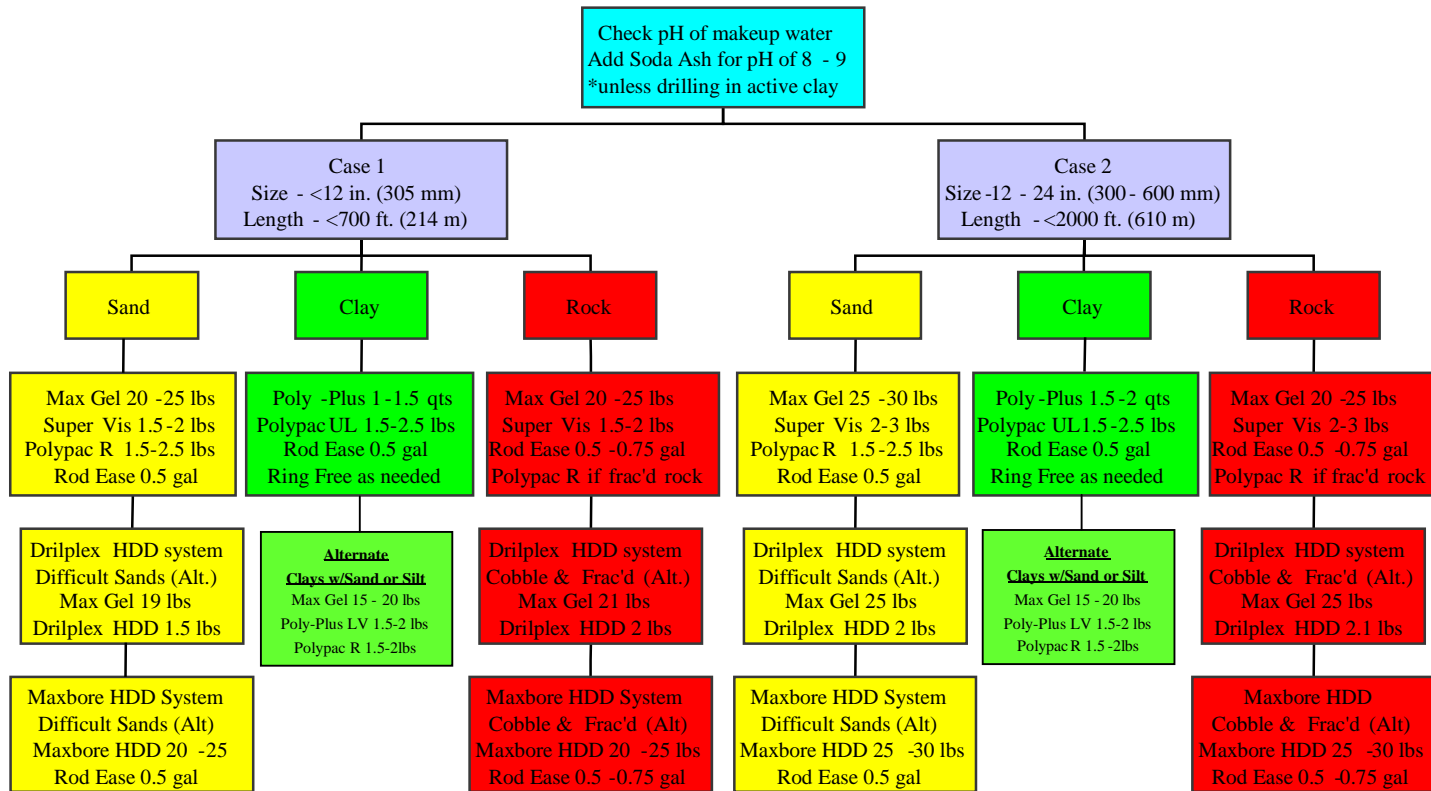 Check pH of makeup water
Add Soda Ash for pH of 8 - 9
*unless drilling in active clay
Case 1
Size - <12 in. (305 mm)
Length - <700 ft. (214 m)
Case 2
Size -12 - 24 in. (300 - 600 mm)
Length - <2000 ft. (610 m)
Sand
Clay
Rock
Sand
Clay
Rock
Max Gel 20 -25 lbs
Super Vis 1.5-2 lbs
Polypac R 1.5-2.5 lbs
Rod Ease 0.5 gal
Poly -Plus 1 -1.5 qts
Polypac UL 1.5-2.5 lbs
Rod Ease 0.5 gal
Ring Free as needed
Max Gel 20 -25 lbs
Super Vis 1.5-2 lbs
Rod Ease 0.5 -0.75 gal
Polypac R if frac'd rock
Max Gel 25 -30 lbs
Super Vis 2-3 lbs
Polypac R 1.5-2.5 lbs
Rod Ease 0.5 gal
Poly -Plus 1.5-2 qts
Polypac UL 1.5-2.5 lbs
Rod Ease 0.5 gal
Ring Free as needed
Max Gel 20 -25 lbs
Super Vis 2-3 lbs
Rod Ease 0.5 -0.75 gal
Polypac R if frac'd rock
Drilplex HDD system
Difficult Sands (Alt.)
Max Gel 19 lbs
Drilplex HDD 1.5 lbs
Alternate
Clays w/Sand or Silt
Max Gel 15 - 20 lbs
Poly-Plus LV 1.5-2 lbs
Polypac R 1.5-2lbs
Drilplex HDD system
Cobble & Frac'd (Alt.)
Max Gel 21 lbs
Drilplex HDD 2 lbs
Drilplex HDD system
Difficult Sands (Alt.)
Max Gel 25 lbs
Drilplex HDD 2 lbs
Alternate
Clays w/Sand or Silt
Max Gel 15 - 20 lbs
Poly-Plus LV 1.5-2 lbs
Polypac R 1.5 -2lbs
Drilplex HDD system
Cobble & Frac'd (Alt.)
Max Gel 25 lbs
Drilplex HDD 2.1 lbs
Maxbore HDD System
Difficult Sands (Alt)
Maxbore HDD 20 -25
Rod Ease 0.5 gal
Maxbore HDD System
Cobble & Frac'd (Alt)
Maxbore HDD 20 -25 lbs
Rod Ease 0.5 -0.75 gal
Maxbore HDD System
Difficult Sands (Alt)
Maxbore HDD 25 -30 lbs
Rod Ease 0.5 gal
Maxbore HDD
Cobble & Frac'd (Alt)
Maxbore HDD 25 -30 lbs
Rod Ease 0.5 -0.75 gal